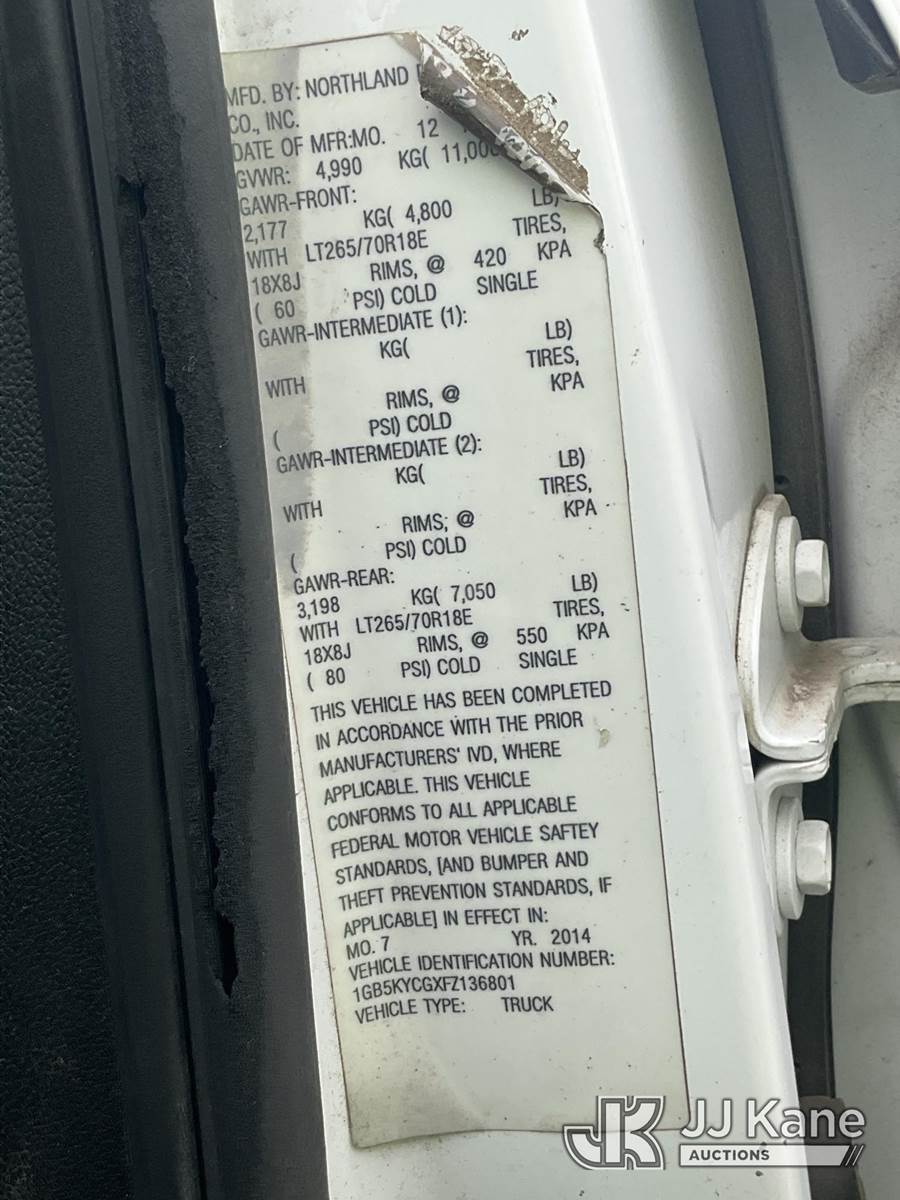 MFD. BY: NORTHLAND
CO., INC.
DATE OF MFR:MO. 12
GVWR: 4,990 KG( 11,000
GAWR-FRONT:
2,177 KG( 4,800 LB)
WITH LT265/70R18E TIRES,
18X8J RIMS, @ 420 KPA
( 60 PSI) COLD SINGLE
GAWR-INTERMEDIATE (1):
KG( LB)
WITH TIRES,
RIMS, @ KPA
( PSI) COLD
GAWR-INTERMEDIATE (2):
KG( LB)
WITH TIRES,
RIMS, @ KPA
( PSI) COLD
GAWR-REAR:
3,198 KG( 7,050 LB)
WITH LT265/70R18E TIRES,
18X8J RIMS, @ 550 KPA
( 80 PSI) COLD SINGLE
THIS VEHICLE HAS BEEN COMPLETED
IN ACCORDANCE WITH THE PRIOR
MANUFACTURERS' IVD, WHERE
APPLICABLE. THIS VEHICLE
CONFORMS TO ALL APPLICABLE
FEDERAL MOTOR VEHICLE SAFTEY
STANDARDS, [AND BUMPER AND
THEFT PREVENTION STANDARDS, IF
APPLICABLE] IN EFFECT IN:
MO. 7 YR. 2014
VEHICLE IDENTIFICATION NUMBER:
1GB5KYCGXFZ136801
VEHICLE TYPE: TRUCK
JK JJ Kane
AUCTIONS